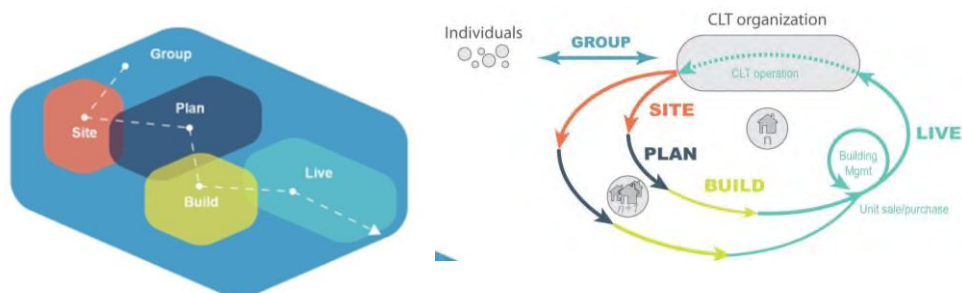 Group
Site
Plan
Build
Live
CLT organization
Individuals
GROUP
CLT operation
SITE
n
LIVE
PLAN
Building
Mgmt
BUILD
n+1
Unit sale/purchase